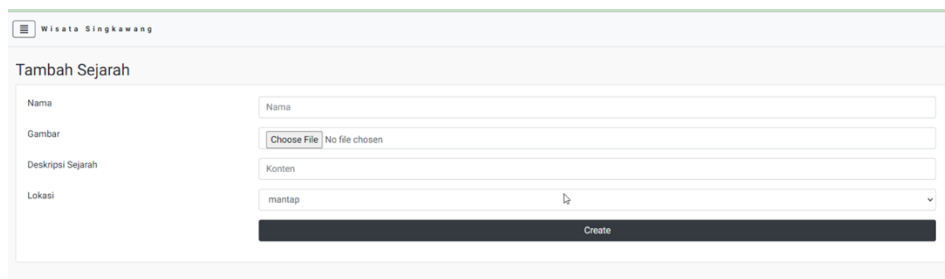 Wisata Singkawang
Tambah Sejarah
Nama Nama
Gambar Choose File No file chosen
Deskripsi Sejarah Konten
Lokasi mantap
Create